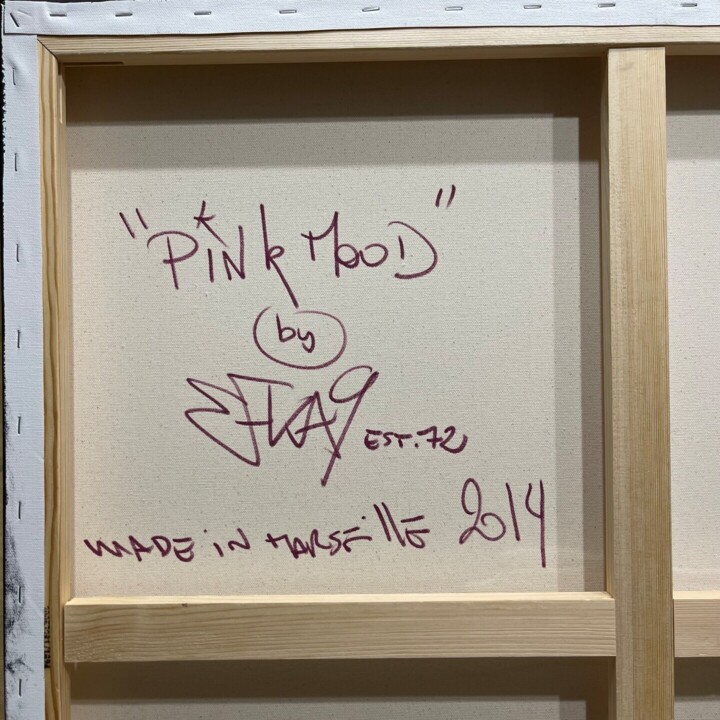 "PiNk MooD"
by
EST.72
MADE iN MARSEillE 2014